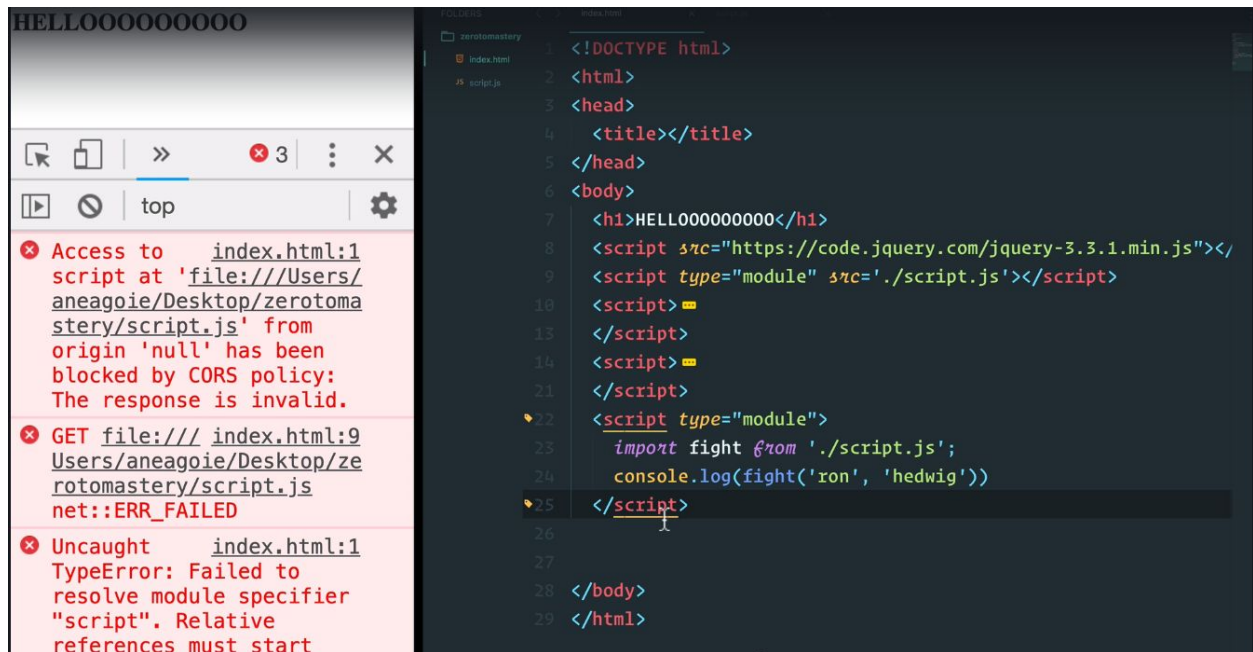 HELLOOOOOOOOO
3
top
Access to index.html:1
script at 'file:///Users/
aneagoie/Desktop/zerotoma
stery/script.js' from
origin 'null' has been
blocked by CORS policy:
The response is invalid.
GET file:/// index.html:9
Users/aneagoie/Desktop/ze
rotomastery/script.js
net::ERR_FAILED
Uncaught index.html:1
TypeError: Failed to
resolve module specifier
"script". Relative
references must start
FOLDERS
zerotomastery
index.html
JS script.js
index.html
1 <!DOCTYPE html>
2 <html>
3 <head>
4 <title></title>
5 </head>
6 <body>
7 <h1>HELLOOOOOOOOO</h1>
8 <script src="https://code.jquery.com/jquery-3.3.1.min.js"></
9 <script type="module" src='./script.js'></script>
10 <script>
13 </script>
14 <script>
21 </script>
22 <script type="module">
23 import fight from './script.js';
24 console.log(fight('ron', 'hedwig'))
25 </script>
26
27
28 </body>
29 </html>